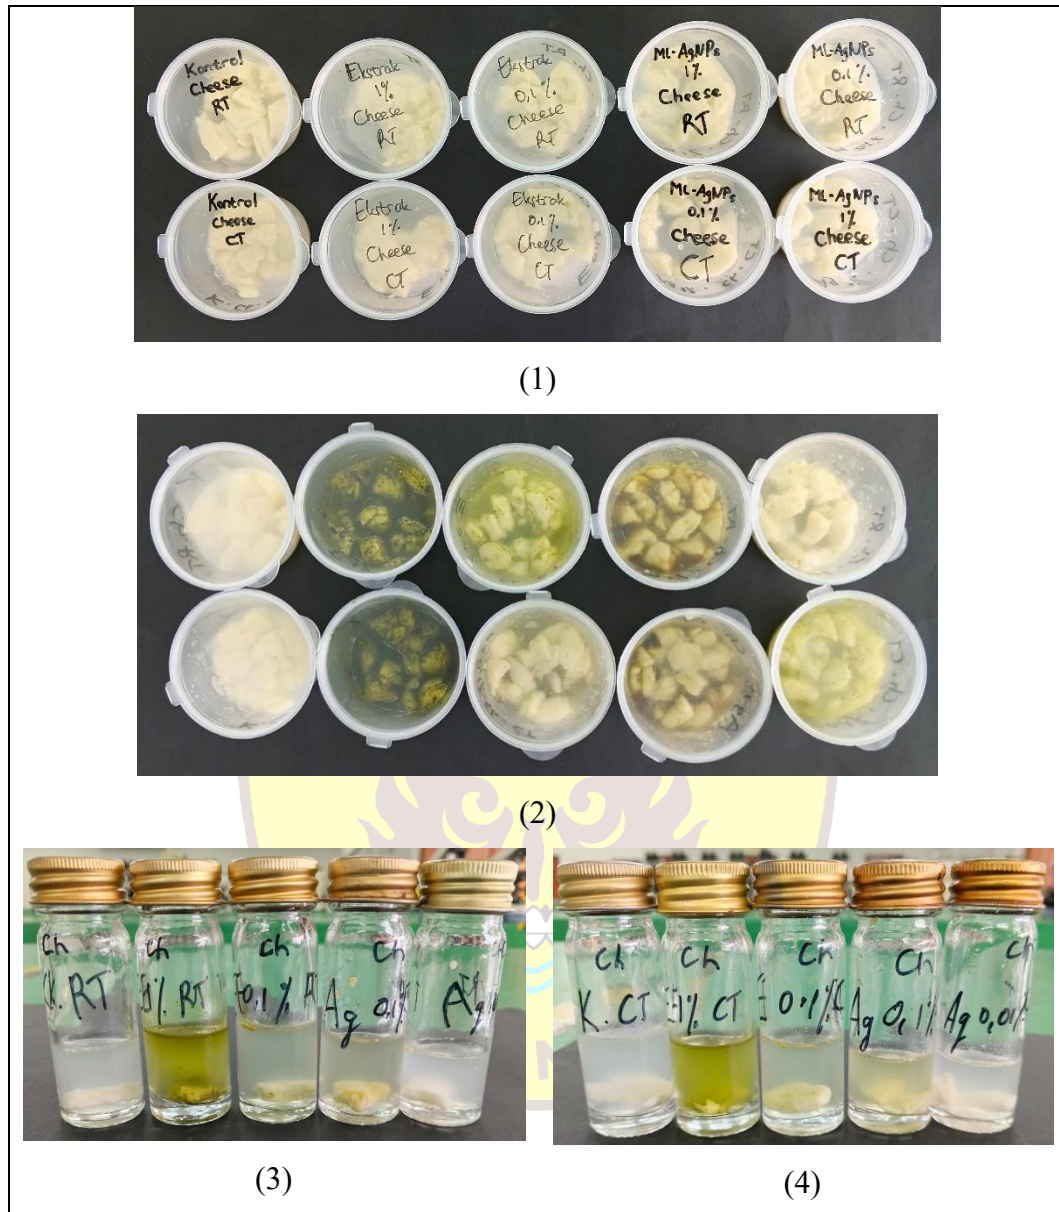 Kontrol
Cheese
RT
Ekstrak
1%
Cheese
RT
Ekstrak
0,1%
Cheese
RT
ML-AgNPs
1%
Cheese
RT
ML-AgNPs
0.1%
Cheese
RT
Kontrol
Cheese
CT
Ekstrak
1%
Cheese
CT
Ekstrak
0.1%
Cheese
CT
ML-AgNPs
0.1%
Cheese
CT
ML-AgNPs
1%
Cheese
CT
(1)
(2)
Ch
K. RT
Ch
E1% RT
Ch
E 0,1% R
Ch
Ag 0,1%
Ch
Ag
Ch
K. CT
Ch
E1% CT
Ch
E 0,1% C
Ch
Ag 0,1%
Ch
Ag 0,01%
(3)
(4)